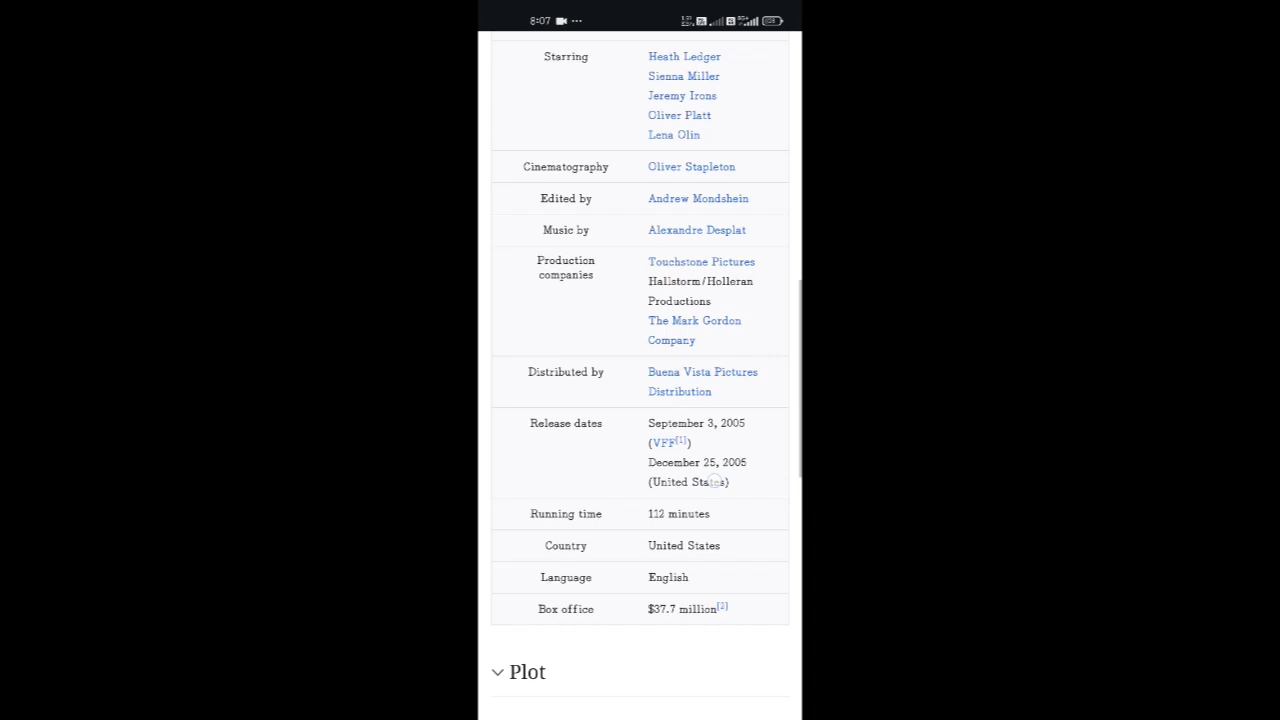 8:07
Starring
Heath Ledger
Sienna Miller
Jeremy Irons
Oliver Platt
Lena Olin
Cinematography
Oliver Stapleton
Edited by
Andrew Mondshein
Music by
Alexandre Desplat
Production
companies
Touchstone Pictures
Hallstorm/Holleran
Productions
The Mark Gordon
Company
Distributed by
Buena Vista Pictures
Distribution
Release dates
September 3, 2005
(VFF[1])
December 25, 2005
(United States)
Running time
112 minutes
Country
United States
Language
English
Box office
$37.7 million[2]
Plot